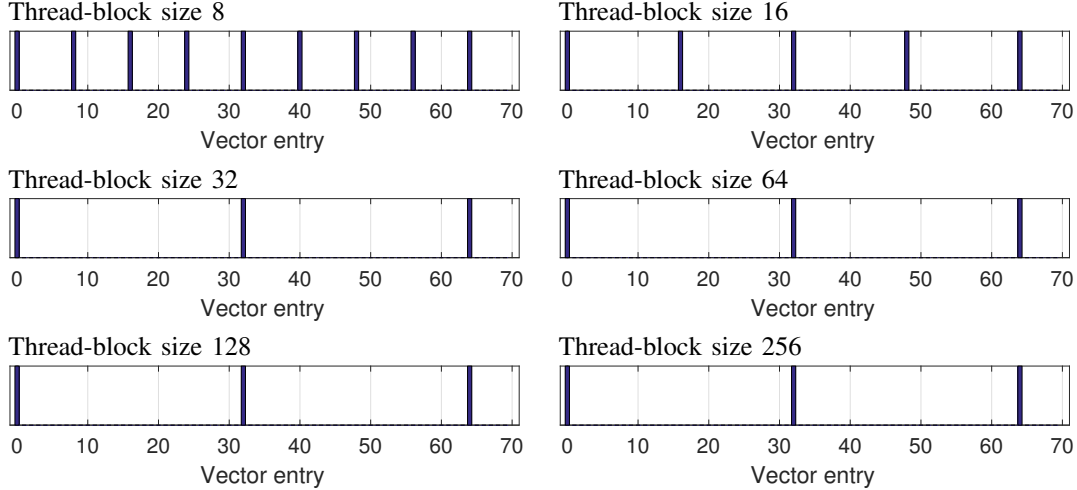 Thread-block size 8
0 10 20 30 40 50 60 70
Vector entry
Thread-block size 16
0 10 20 30 40 50 60 70
Vector entry
Thread-block size 32
0 10 20 30 40 50 60 70
Vector entry
Thread-block size 64
0 10 20 30 40 50 60 70
Vector entry
Thread-block size 128
0 10 20 30 40 50 60 70
Vector entry
Thread-block size 256
0 10 20 30 40 50 60 70
Vector entry